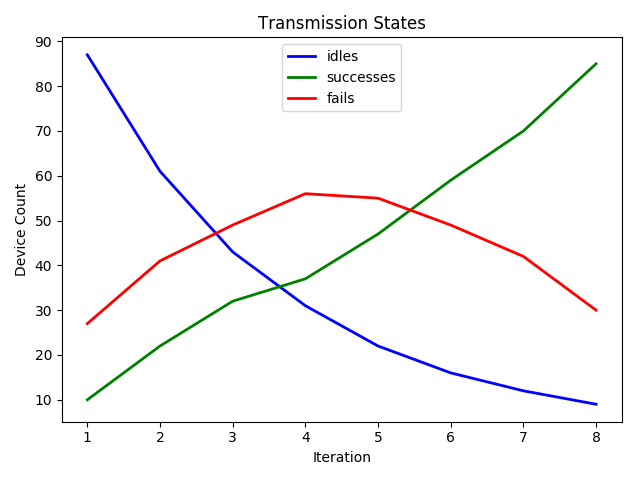 Transmission States
90
80
70
60
50
40
30
20
10
Device Count
idles
successes
fails
1 2 3 4 5 6 7 8
Iteration